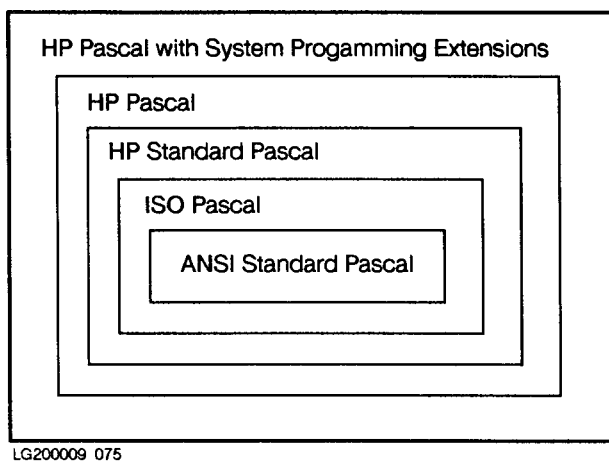 HP Pascal with System Progamming Extensions
HP Pascal
HP Standard Pascal
ISO Pascal
ANSI Standard Pascal
LG200009 075